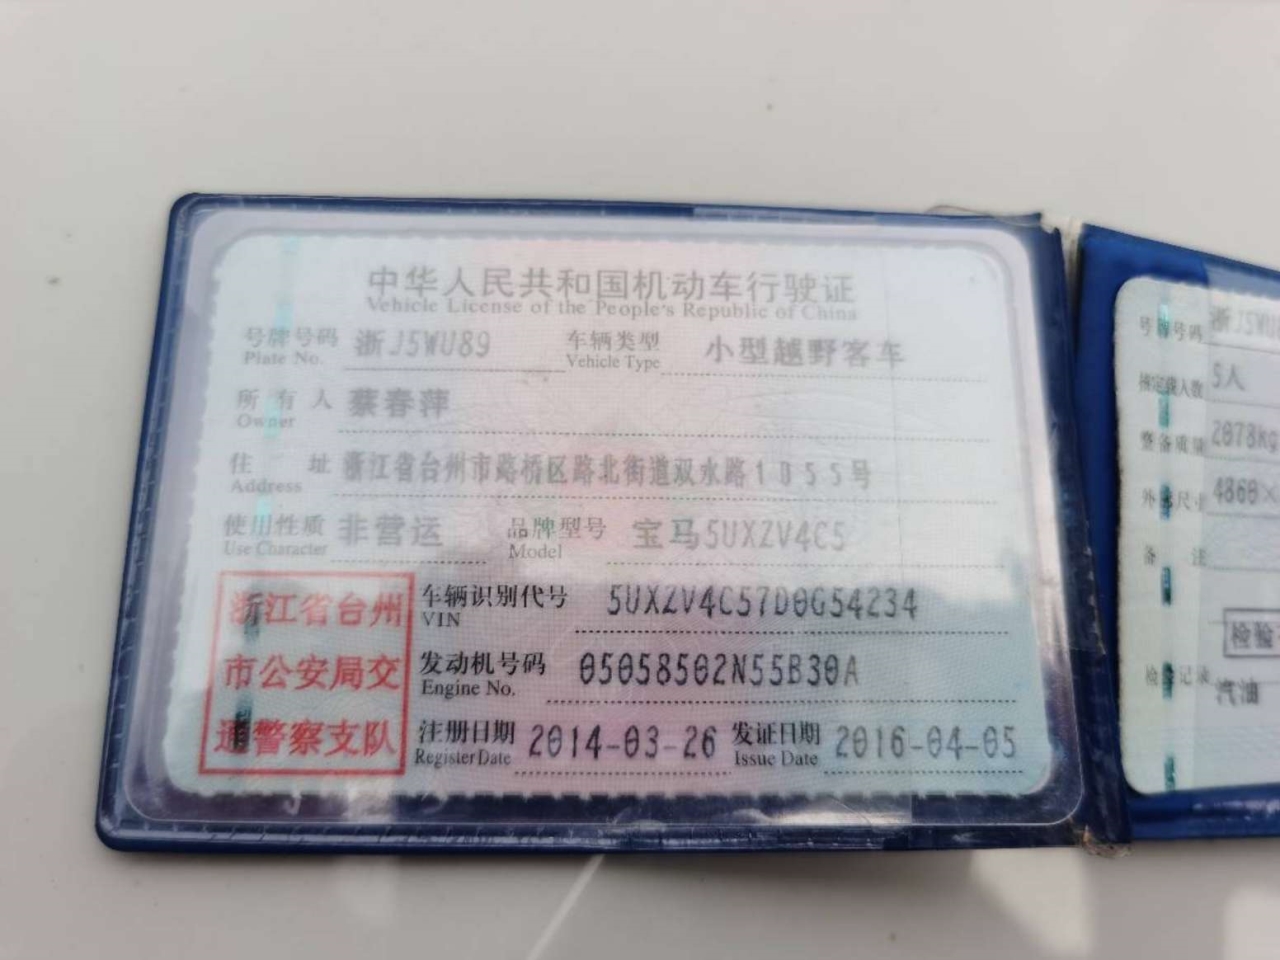 中华人民共和国机动车行驶证
Vehicle License of the People's Republic of China
号牌号码 浙J5WU89 车辆类型 小型越野客车
Plate No. Vehicle Type
所有人 蔡春萍
Owner
住址 浙江省台州市路桥区路北街道双水路1055号
Address
使用性质 非营运 品牌型号 宝马5UXZV4C5
Use Character Model
浙江省台州
市公安局交
通警察支队
车辆识别代号 5UXZV4C57D0G54234
VIN
发动机号码 05058502N55B30A
Engine No.
注册日期 2014-03-26 发证日期 2016-04-05
Register Date Issue Date
号牌号码 浙J5WU
核定载人数 5人
整备质量 2073kg
外廓尺寸 4860×
备注
检验
检验记录
汽油